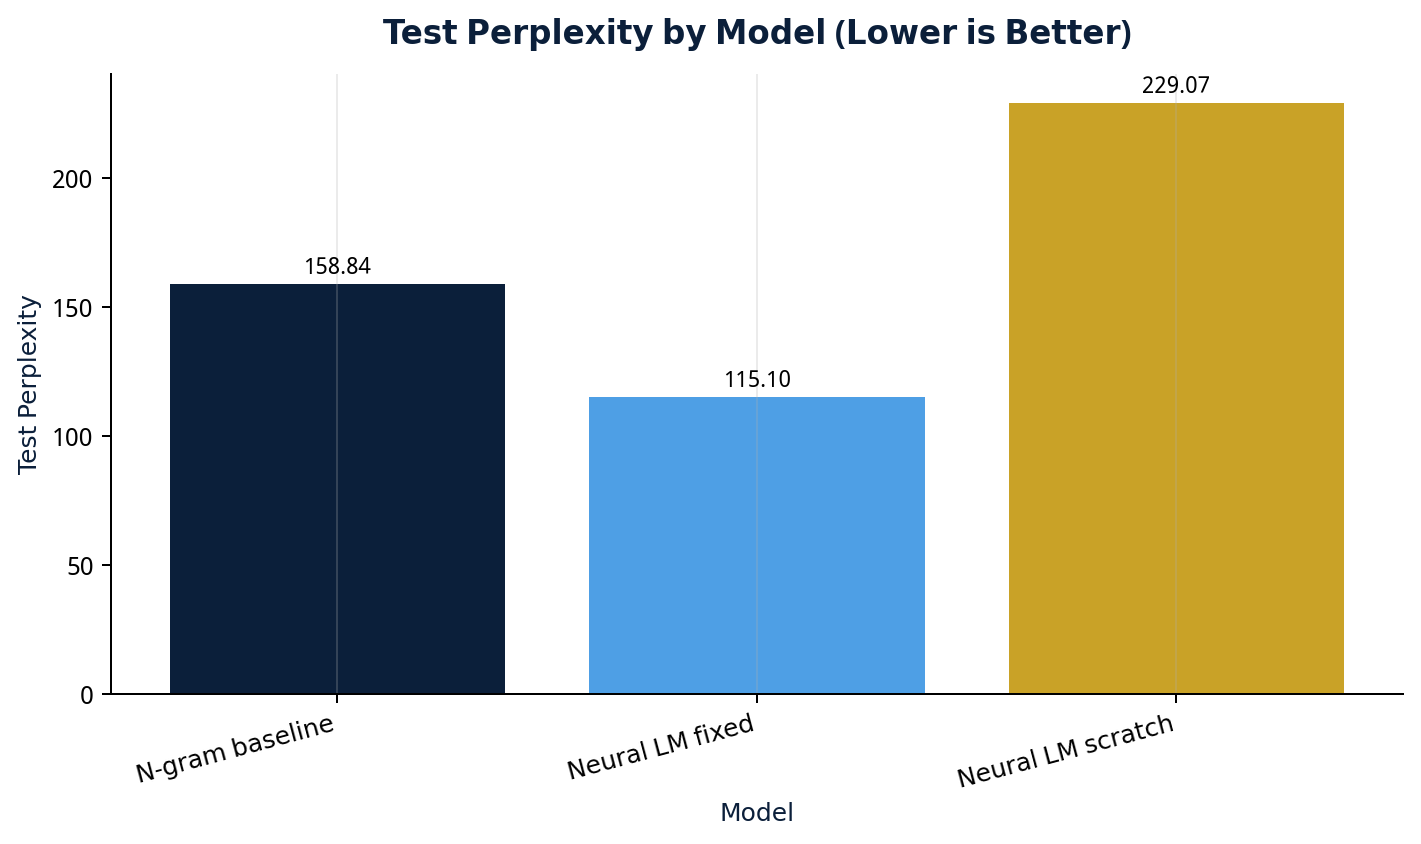 Test Perplexity by Model (Lower is Better)
229.07
200
158.84
150
115.10
100
50
0
Test Perplexity
N-gram baseline
Neural LM fixed
Neural LM scratch
Model